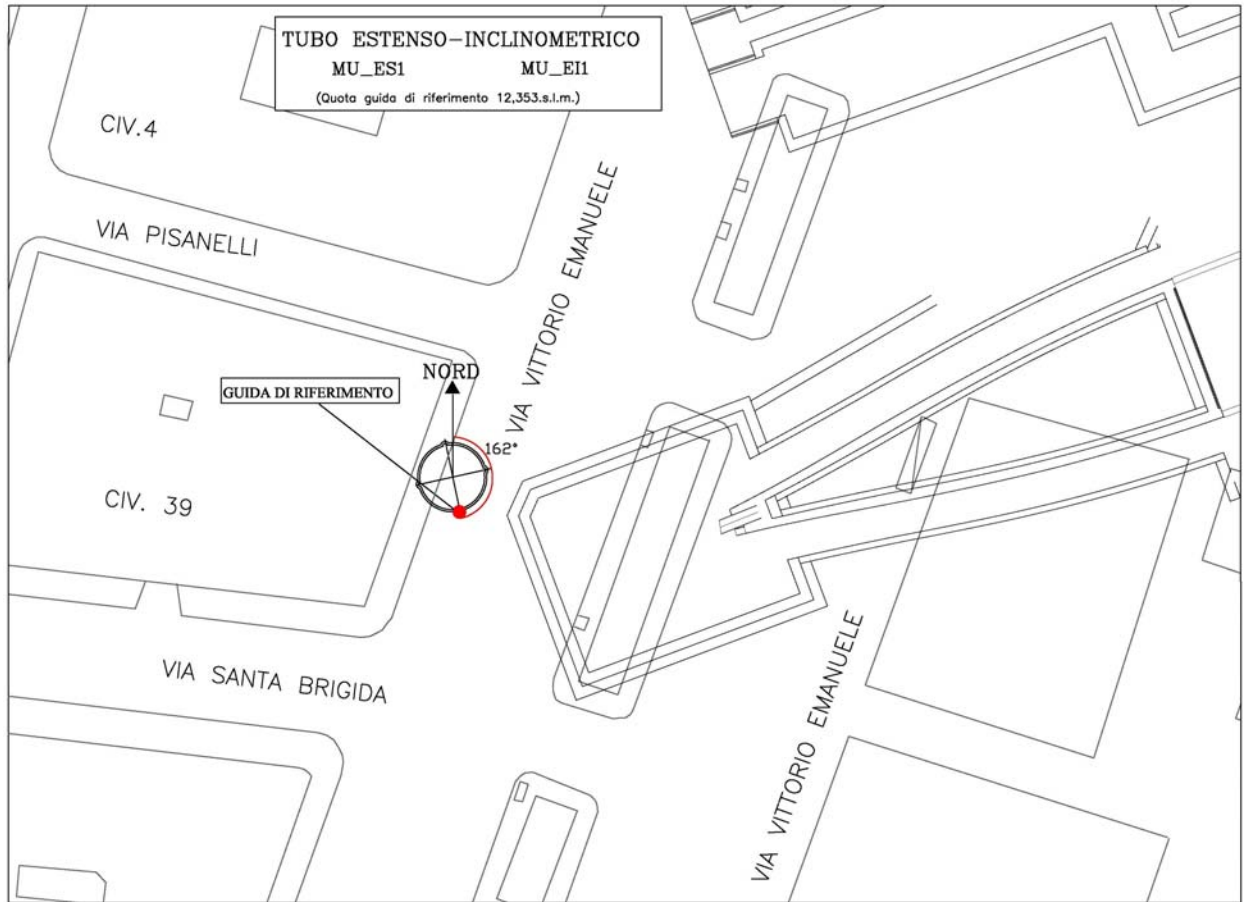 TUBO ESTENSO-INCLINOMETRICO
MU_ES1 MU_EI1
(Quota guida di riferimento 12,353.s.l.m.)
CIV.4
VIA PISANELLI
VIA VITTORIO EMANUELE
NORD
GUIDA DI RIFERIMENTO
162°
CIV. 39
VIA SANTA BRIGIDA
VIA VITTORIO EMANUELE